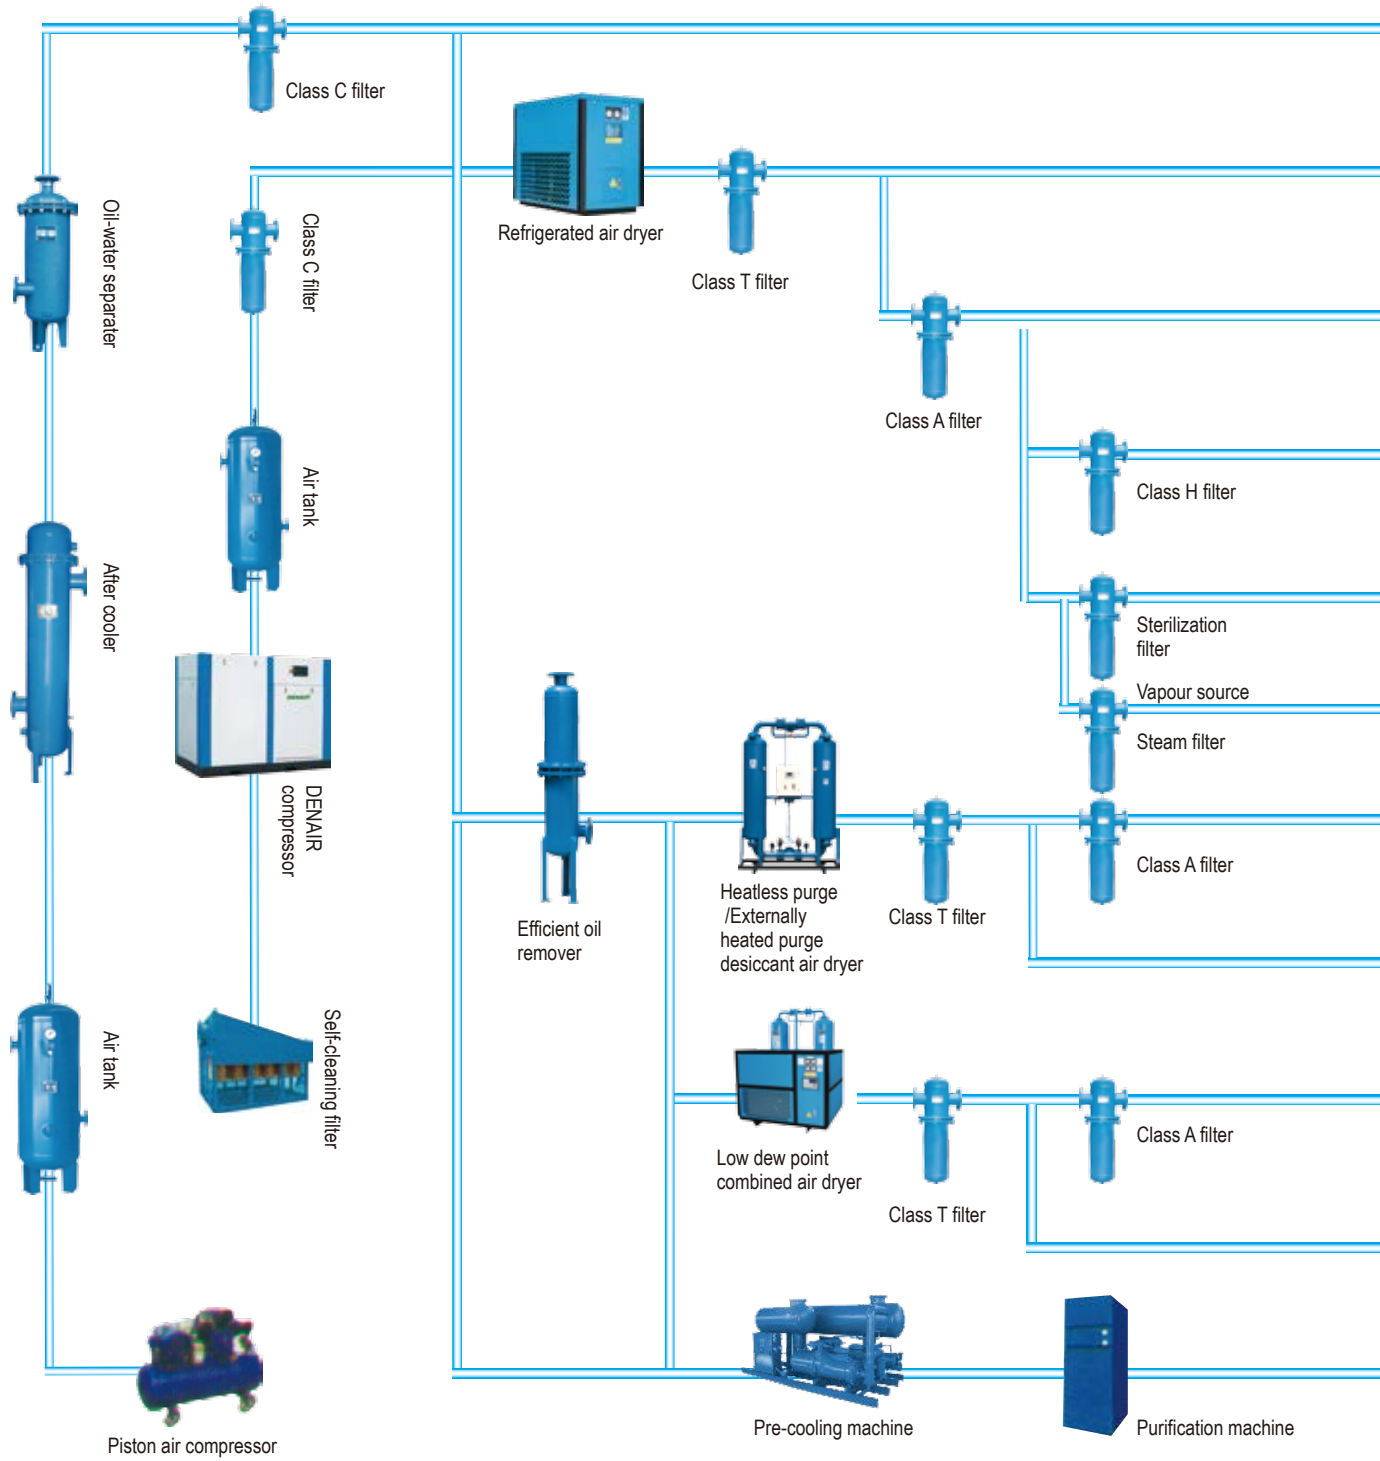 Class C filter
Refrigerated air dryer
Class T filter
Oil-water separater
Class C filter
Class A filter
Air tank
Class H filter
After cooler
Sterilization
filter
Vapour source
Steam filter
DENAIR
compressor
Class A filter
Heatless purge
/Externally
heated purge
desiccant air dryer
Class T filter
Efficient oil
remover
Self-cleaning filter
Air tank
Class A filter
Low dew point
combined air dryer
Class T filter
Pre-cooling machine
Purification machine
Piston air compressor